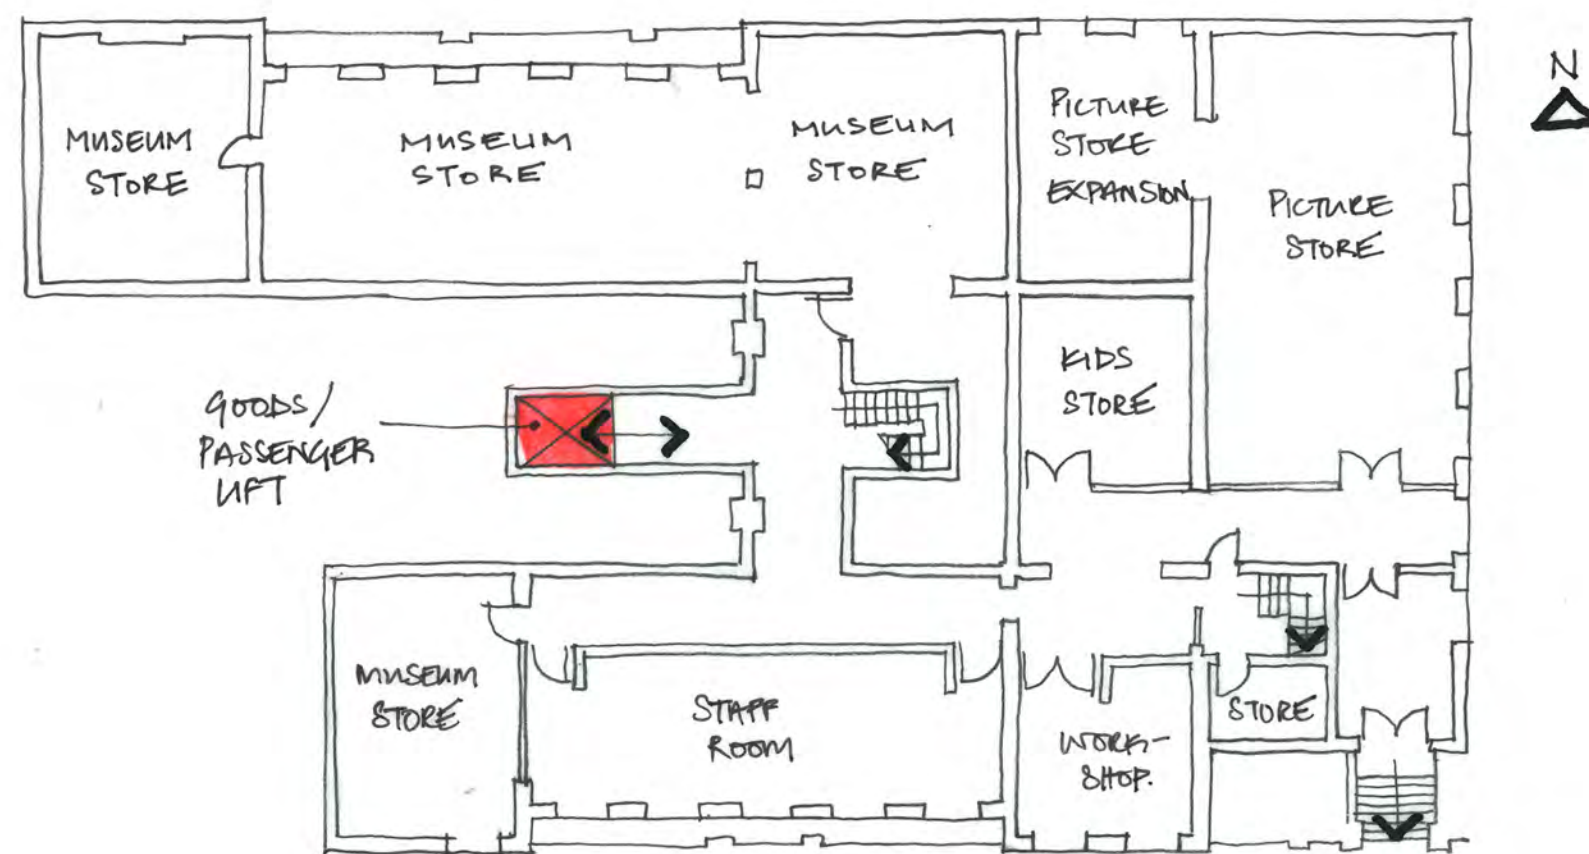 N
MUSEUM
STORE
MUSEUM
STORE
MUSEUM
STORE
PICTURE
STORE
EXPANSION
PICTURE
STORE
KIDS
STORE
GOODS/
PASSENGER
LIFT
MUSEUM
STORE
STAFF
ROOM
WORK-
SHOP.
STORE